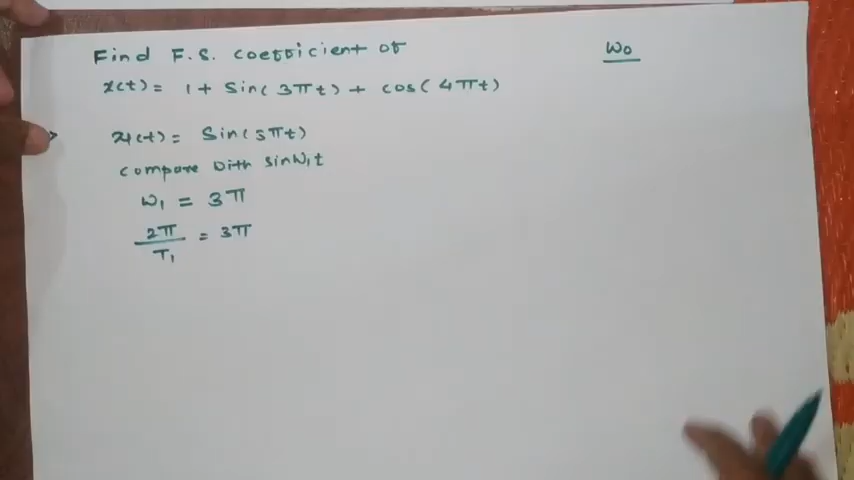 Find F.S. coefficient of
ω₀
x(t) = 1 + sin(3πt) + cos(4πt)
x₁(t) = sin(3πt)
compare with sinω₁t
ω₁ = 3π
2π/T₁ = 3π